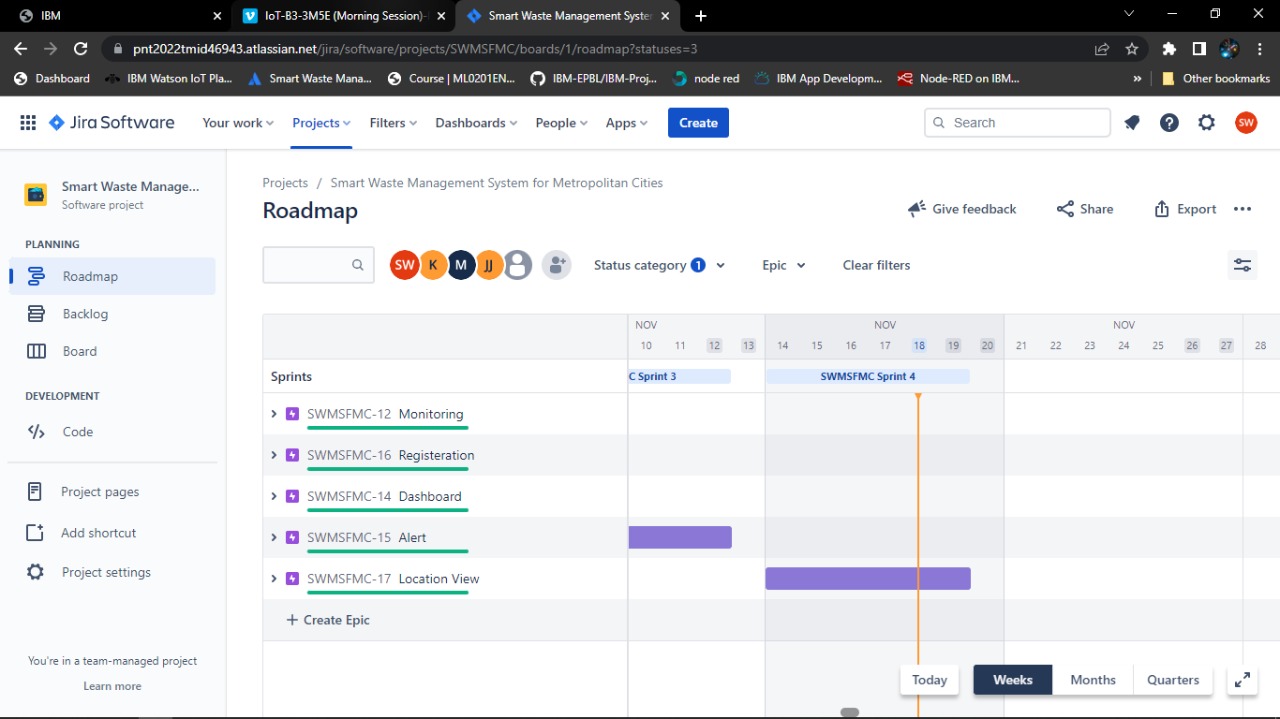 IBM
IoT-B3-3M5E (Morning Session)-
Smart Waste Management System
pnt2022tmid46943.atlassian.net/jira/software/projects/SWMSFMC/boards/1/roadmap?statuses=3
Dashboard
IBM Watson IoT Pla...
Smart Waste Mana...
Course | ML0201EN...
IBM-EPBL/IBM-Proj...
node red
IBM App Developm...
Node-RED on IBM...
»
Other bookmarks
Jira Software
Your work
Projects
Filters
Dashboards
People
Apps
Create
Search
SW
Smart Waste Manage...
Software project
PLANNING
Roadmap
Backlog
Board
DEVELOPMENT
Code
Project pages
Add shortcut
Project settings
You're in a team-managed project
Learn more
Projects / Smart Waste Management System for Metropolitan Cities
Roadmap
Give feedback
Share
Export
SW K M JJ
Status category 1
Epic
Clear filters
NOV NOV NOV
10 11 12 13 14 15 16 17 18 19 20 21 22 23 24 25 26 27 28
Sprints
C Sprint 3
SWMSFMC Sprint 4
SWMSFMC-12 Monitoring
SWMSFMC-16 Registeration
SWMSFMC-14 Dashboard
SWMSFMC-15 Alert
SWMSFMC-17 Location View
+ Create Epic
Today
Weeks
Months
Quarters